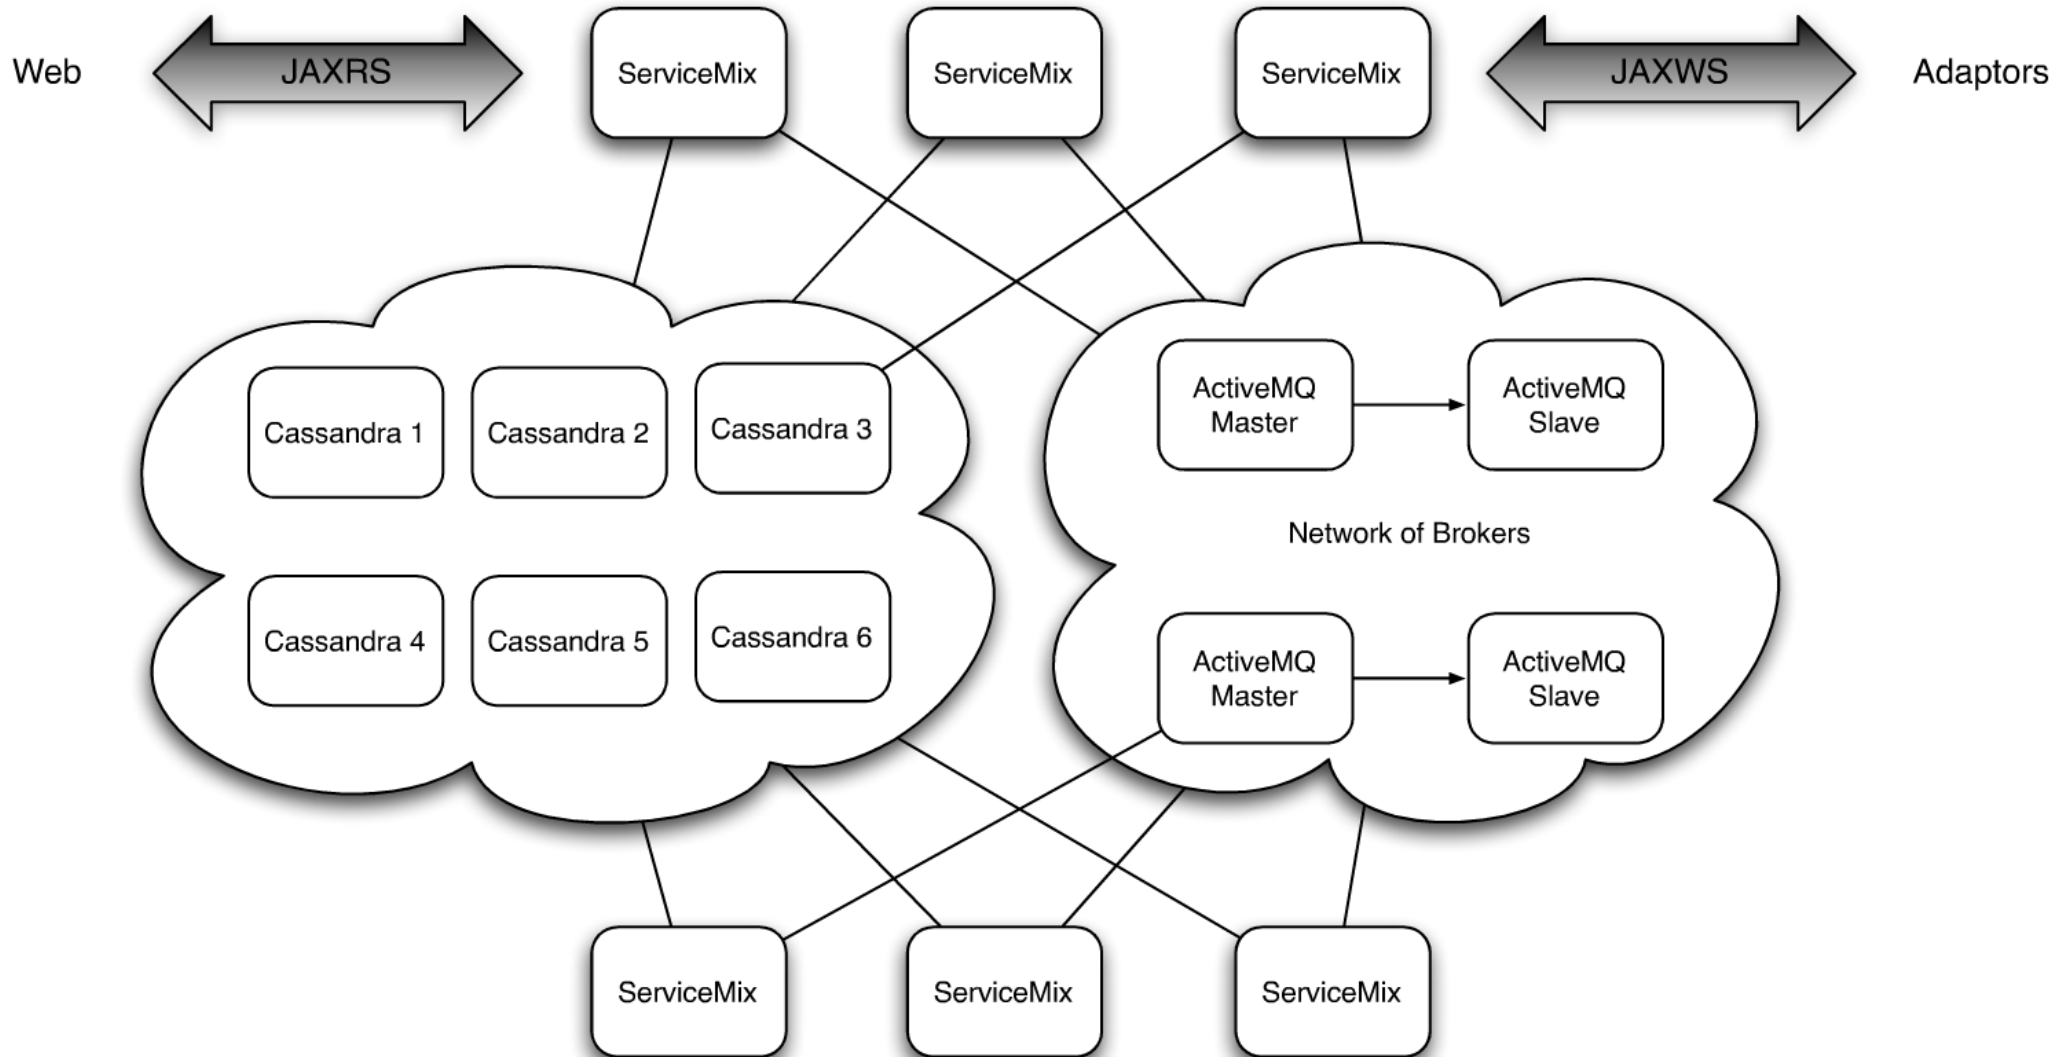 Web
JAXRS
ServiceMix
ServiceMix
ServiceMix
JAXWS
Adaptors
Cassandra 1
Cassandra 2
Cassandra 3
ActiveMQ
Master
ActiveMQ
Slave
Network of Brokers
Cassandra 4
Cassandra 5
Cassandra 6
ActiveMQ
Master
ActiveMQ
Slave
ServiceMix
ServiceMix
ServiceMix